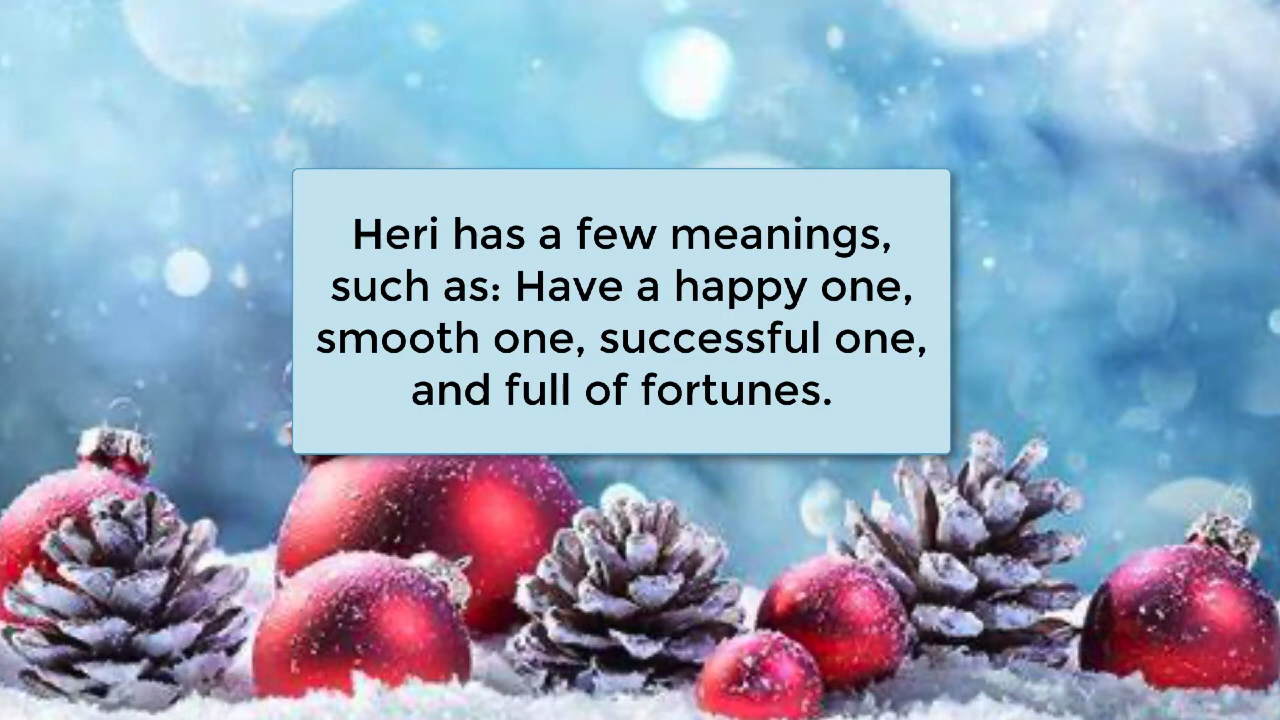 Heri has a few meanings,
such as: Have a happy one,
smooth one, successful one,
and full of fortunes.